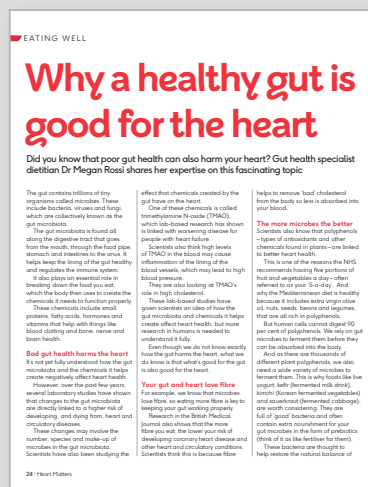 EATING WELL
Why a healthy gut is
good for the heart
Did you know that poor gut health can also harm your heart? Gut health specialist
dietitian Dr Megan Rossi shares her expertise on this fascinating topic
The gut contains trillions of tiny
organisms called microbes. These
include bacteria, viruses and fungi,
which are collectively known as the
gut microbiota.
The gut microbiota is found all
along the digestive tract that goes
from the mouth, through the food pipe,
stomach and intestines to the anus. It
helps keep the lining of the gut healthy
and regulates the immune system.
It also plays an essential role in
breaking down the food you eat,
which the body then uses to create the
chemicals it needs to function properly.
These chemicals include small
proteins, fatty acids, hormones and
vitamins that help with things like
blood clotting and bone, nerve and
brain health.
Bad gut health harms the heart
It's not yet fully understood how the gut
microbiota and the chemicals it helps
create negatively affect heart health.
However, over the past few years,
several laboratory studies have shown
that changes to the gut microbiota
are directly linked to a higher risk of
developing, and dying from, heart and
circulatory diseases.
These changes may involve the
number, species and make-up of
microbes in the gut microbiota.
Scientists have also been studying the
effect that chemicals created by the
gut have on the heart.
One of these chemicals is called
trimethylamine N-oxide (TMAO),
which lab-based research has shown
is linked with worsening disease for
people with heart failure.
Scientists also think high levels
of TMAO in the blood may cause
inflammation of the lining of the
blood vessels, which may lead to high
blood pressure.
They are also looking at TMAO's
role in high cholesterol.
These lab-based studies have
given scientists an idea of how the
gut microbiota and chemicals it helps
create affect heart health, but more
research in humans is needed to
understand it fully.
Even though we do not know exactly
how the gut harms the heart, what we
do know is that what's good for the gut
is also good for the heart.
Your gut and heart love fibre
For example, we know that microbes
love fibre, so eating more fibre is key to
keeping your gut working properly.
Research in the British Medical
Journal also shows that the more
fibre you eat, the lower your risk of
developing coronary heart disease and
other heart and circulatory conditions.
Scientists think this is because fibre
helps to remove 'bad' cholesterol
from the body so less is absorbed into
your blood.
The more microbes the better
Scientists also know that polyphenols
– types of antioxidants and other
chemicals found in plants – are linked
to better heart health.
This is one of the reasons the NHS
recommends having five portions of
fruit and vegetables a day – often
referred to as your '5-a-day'. And
why the Mediterranean diet is healthy
because it includes extra virgin olive
oil, nuts, seeds, beans and legumes,
that are all rich in polyphenols.
But human cells cannot digest 90
per cent of polyphenols. We rely on gut
microbes to ferment them before they
can be absorbed into the body.
And as there are thousands of
different plant polyphenols, we also
need a wide variety of microbes to
ferment them. This is why foods like live
yogurt, kefir (fermented milk drink),
kimchi (Korean fermented vegetables)
and sauerkraut (fermented cabbage),
are worth considering. They are
full of 'good' bacteria and often
contain extra nourishment for your
gut microbes in the form of prebiotics
(think of it as like fertiliser for them).
These bacteria are thought to
help restore the natural balance of
24 | Heart Matters